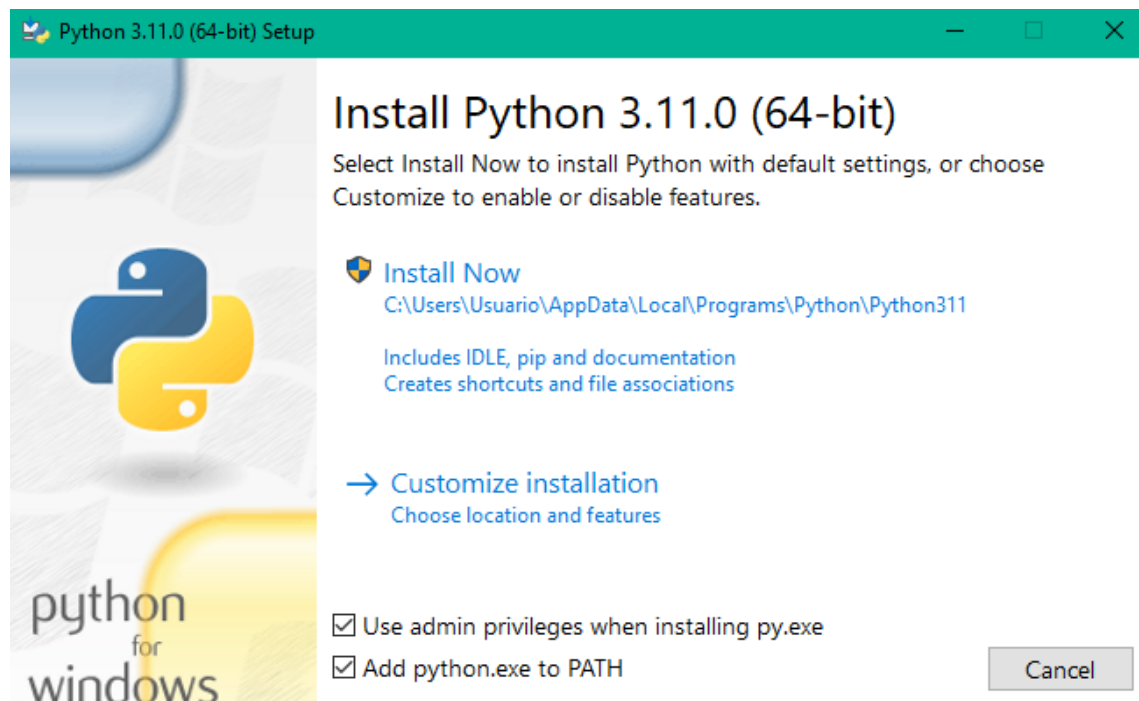 Python 3.11.0 (64-bit) Setup
Install Python 3.11.0 (64-bit)
Select Install Now to install Python with default settings, or choose
Customize to enable or disable features.
Install Now
C:\Users\Usuario\AppData\Local\Programs\Python\Python311
Includes IDLE, pip and documentation
Creates shortcuts and file associations
Customize installation
Choose location and features
python
for
windows
Use admin privileges when installing py.exe
Add python.exe to PATH
Cancel